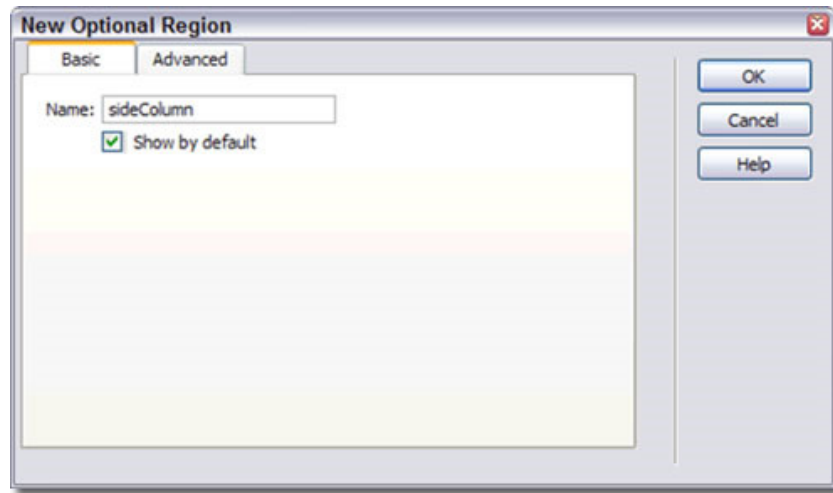 New Optional Region
Basic Advanced
Name: sideColumn
Show by default
OK
Cancel
Help